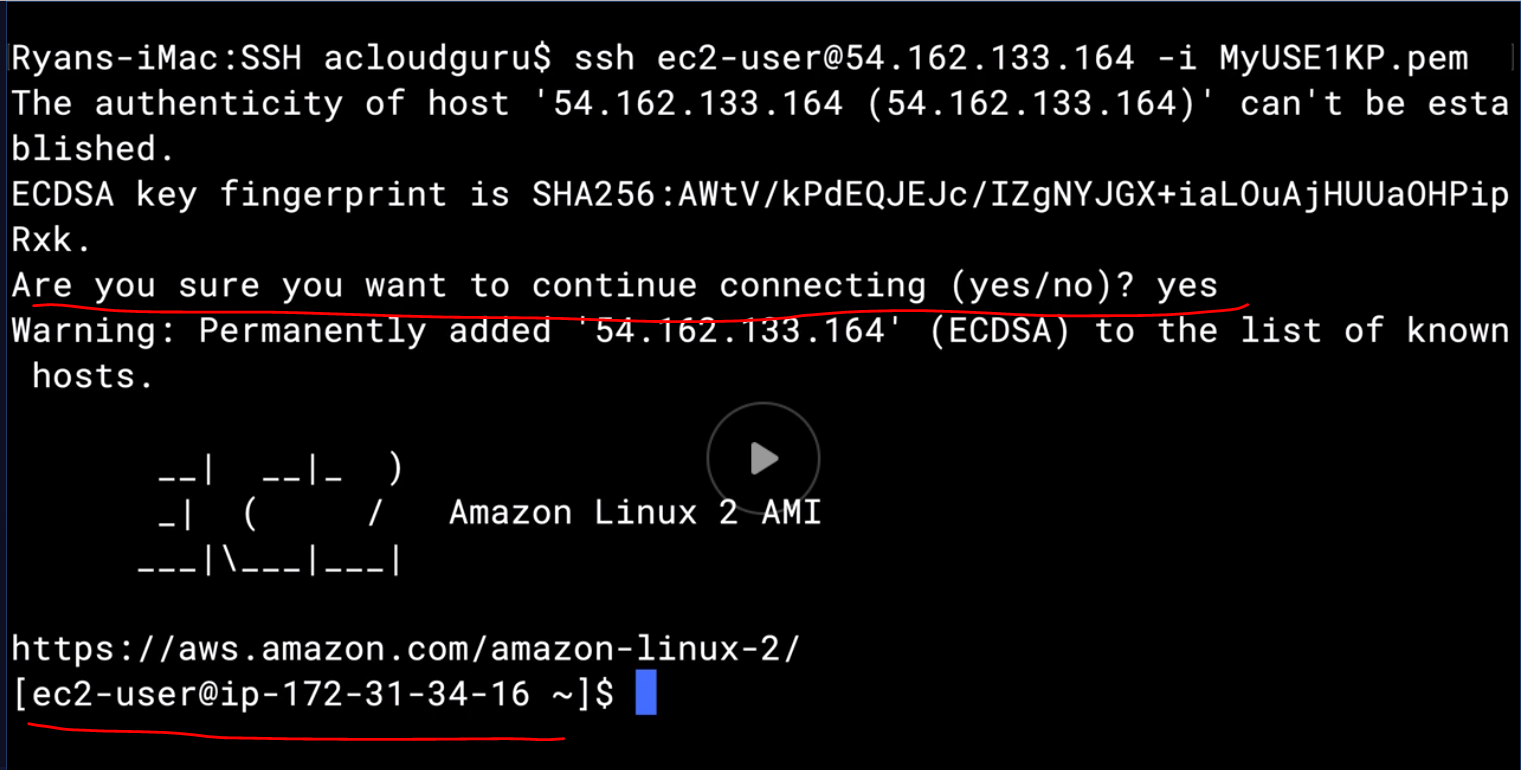 Ryans-iMac:SSH acloudguru$ ssh ec2-user@54.162.133.164 -i MyUSE1KP.pem
The authenticity of host '54.162.133.164 (54.162.133.164)' can't be esta
blished.
ECDSA key fingerprint is SHA256:AWtV/kPdEQJEJc/IZgNYJGX+iaLOuAjHUUaOHPip
Rxk.
Are you sure you want to continue connecting (yes/no)? yes
Warning: Permanently added '54.162.133.164' (ECDSA) to the list of known
 hosts.
       __|  __|_  )
       _|  (     /   Amazon Linux 2 AMI
      ___|\___|___|
https://aws.amazon.com/amazon-linux-2/
[ec2-user@ip-172-31-34-16 ~]$